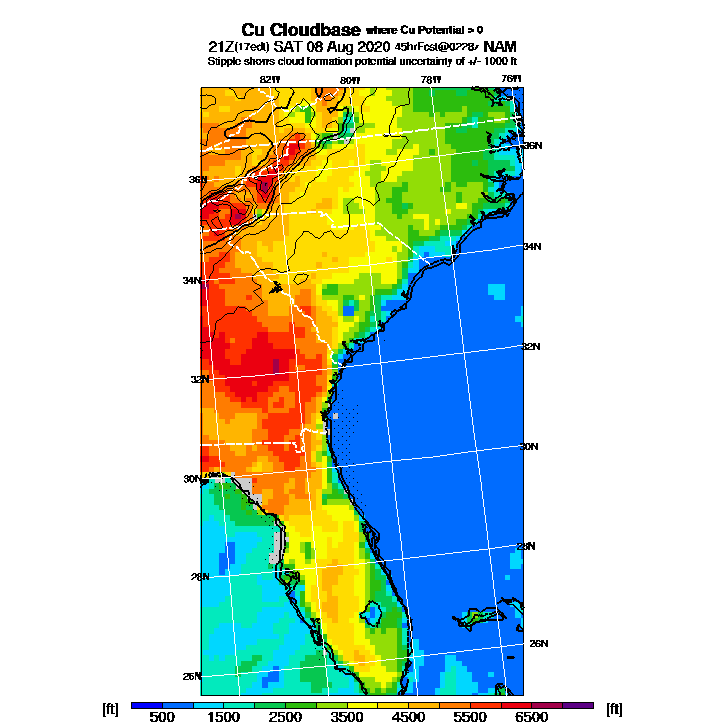 Cu Cloudbase where Cu Potential > 0
21Z(17edt) SAT 08 Aug 2020 45hrFcst@0228z NAM
Stipple shows cloud formation potential uncertainty of +/- 1000 ft
82W 80W 78W 76W
36N
36N
34N
34N
32N
32N
30N
30N
28N
28N
26N
26N
[ft] 500 1500 2500 3500 4500 5500 6500 [ft]